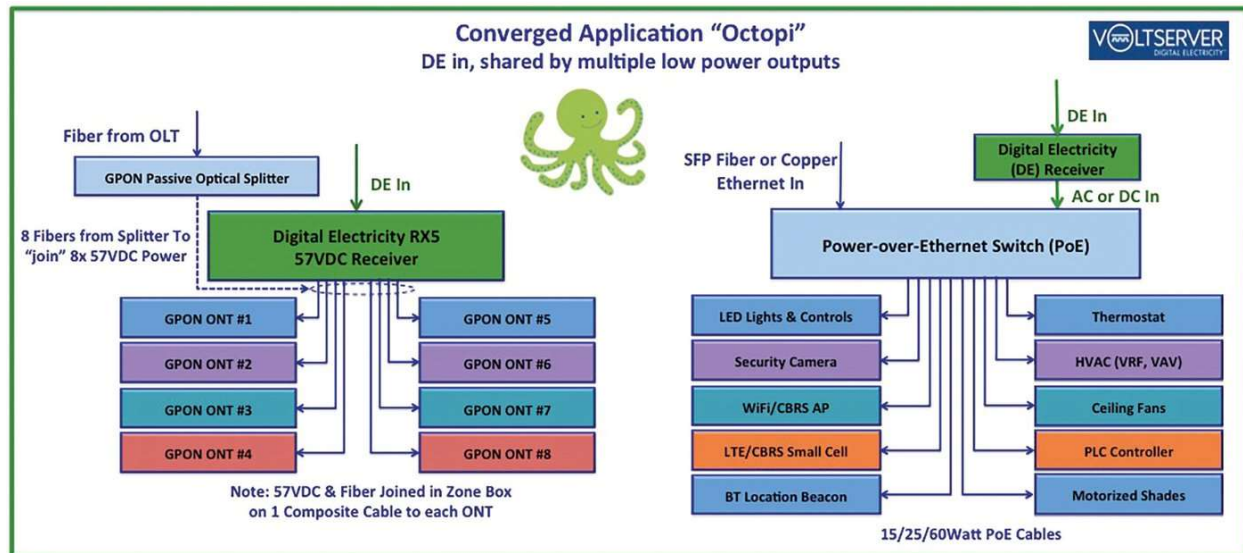 Converged Application “Octopi”
DE in, shared by multiple low power outputs
VOLTSERVER
DIGITAL ELECTRICITY™
Fiber from OLT
GPON Passive Optical Splitter
DE In
8 Fibers from Splitter To
“join” 8x 57VDC Power
Digital Electricity RX5
57VDC Receiver
GPON ONT #1
GPON ONT #2
GPON ONT #3
GPON ONT #4
GPON ONT #5
GPON ONT #6
GPON ONT #7
GPON ONT #8
Note: 57VDC & Fiber Joined in Zone Box
on 1 Composite Cable to each ONT
SFP Fiber or Copper
Ethernet In
DE In
Digital Electricity
(DE) Receiver
AC or DC In
Power-over-Ethernet Switch (PoE)
LED Lights & Controls
Security Camera
WiFi/CBRS AP
LTE/CBRS Small Cell
BT Location Beacon
Thermostat
HVAC (VRF, VAV)
Ceiling Fans
PLC Controller
Motorized Shades
15/25/60Watt PoE Cables